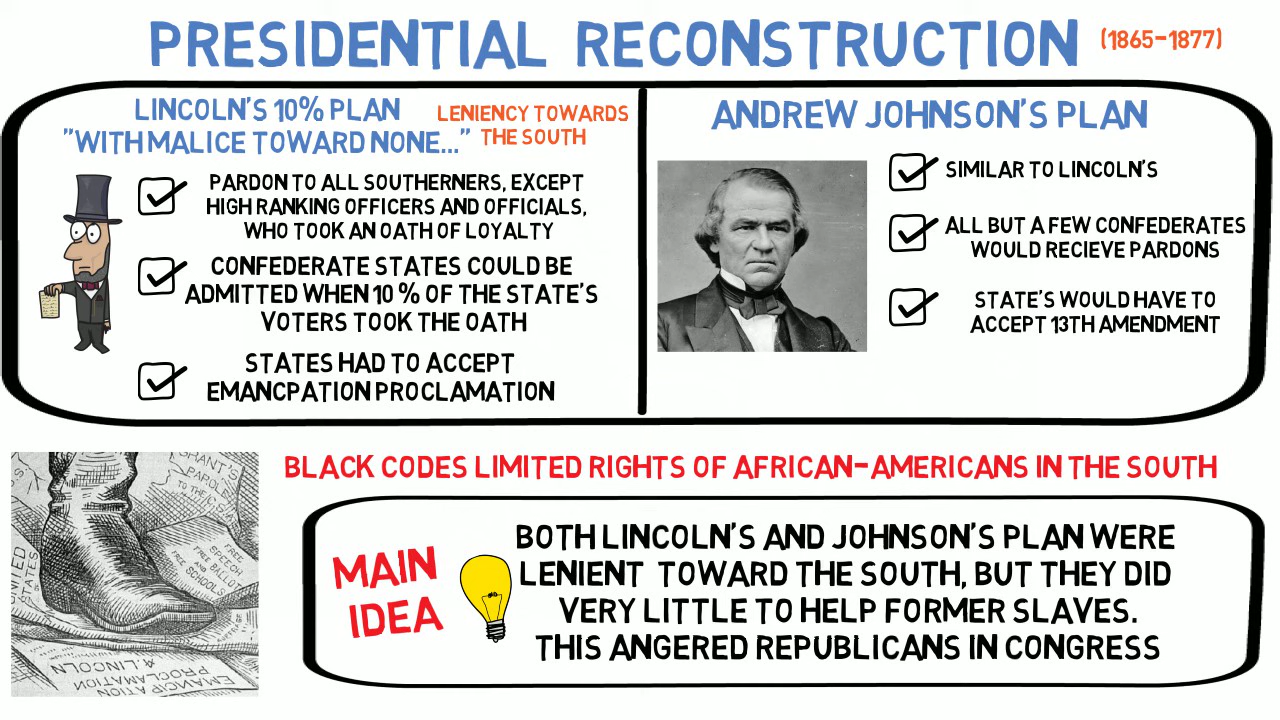 PRESIDENTIAL RECONSTRUCTION (1865-1877)
LINCOLN'S 10% PLAN
"WITH MALICE TOWARD NONE..."
LENIENCY TOWARDS
THE SOUTH
PARDON TO ALL SOUTHERNERS, EXCEPT
HIGH RANKING OFFICERS AND OFFICIALS,
WHO TOOK AN OATH OF LOYALTY
CONFEDERATE STATES COULD BE
ADMITTED WHEN 10 % OF THE STATE'S
VOTERS TOOK THE OATH
STATES HAD TO ACCEPT
EMANCPATION PROCLAMATION
ANDREW JOHNSON'S PLAN
SIMILAR TO LINCOLN'S
ALL BUT A FEW CONFEDERATES
WOULD RECIEVE PARDONS
STATE'S WOULD HAVE TO
ACCEPT 13TH AMENDMENT
BLACK CODES LIMITED RIGHTS OF AFRICAN-AMERICANS IN THE SOUTH
GRANT'S
PAROLE
TO THE
FREE
SPEECH
AND
BALLOT
FREE SCHOOLS
STATES
A LINCOLN
PROCLAMATION
MAIN
IDEA
BOTH LINCOLN'S AND JOHNSON'S PLAN WERE
LENIENT TOWARD THE SOUTH, BUT THEY DID
VERY LITTLE TO HELP FORMER SLAVES.
THIS ANGERED REPUBLICANS IN CONGRESS